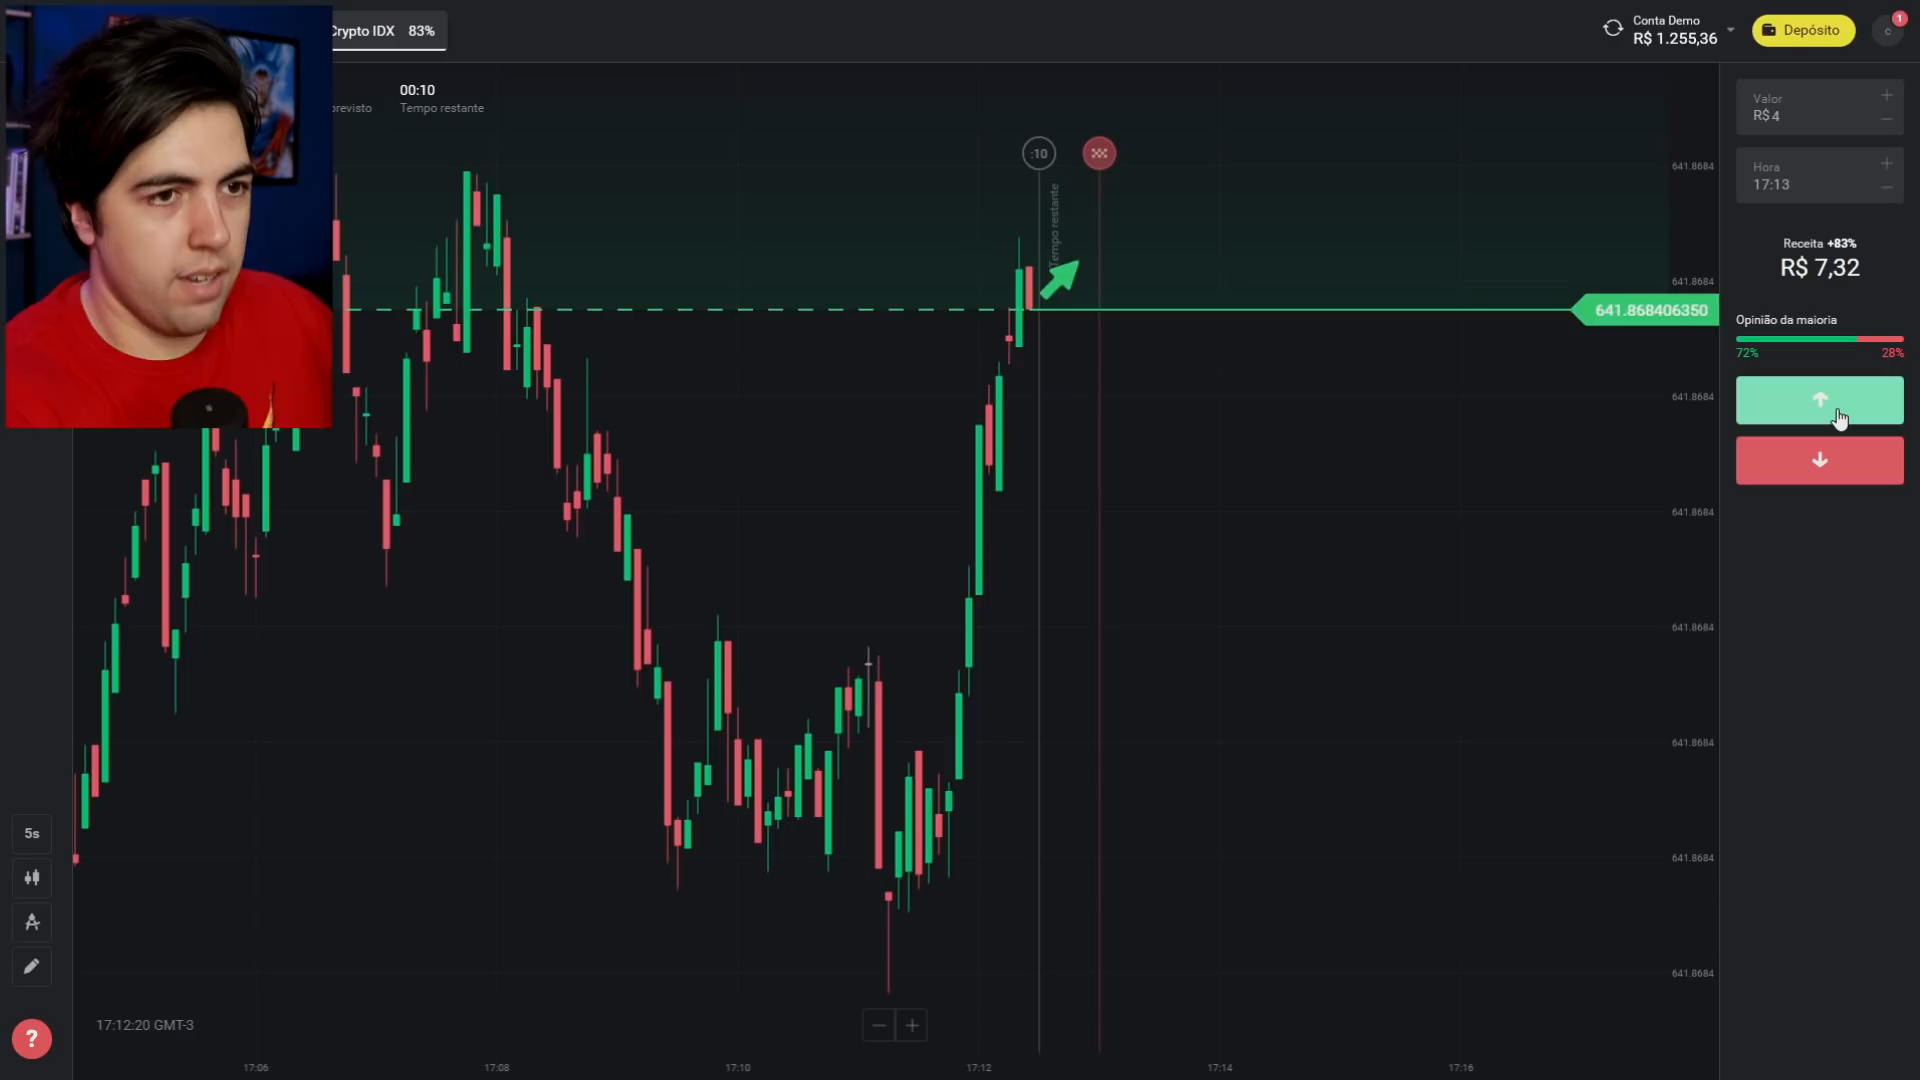 Crypto IDX 83%
Conta Demo
R$ 1.255,36
Depósito
1
c
00:10
revisto
Tempo restante
Valor
R$4
Hora
17:13
Receita +83%
R$ 7,32
Opinião da maioria
72% 28%
:10
Tempo restante
641.8684
641.8684
641.868406350
641.8684
641.8684
641.8684
641.8684
641.8684
641.8684
5s
?
17:12:20 GMT-3
17:06 17:08 17:10 17:12 17:14 17:16